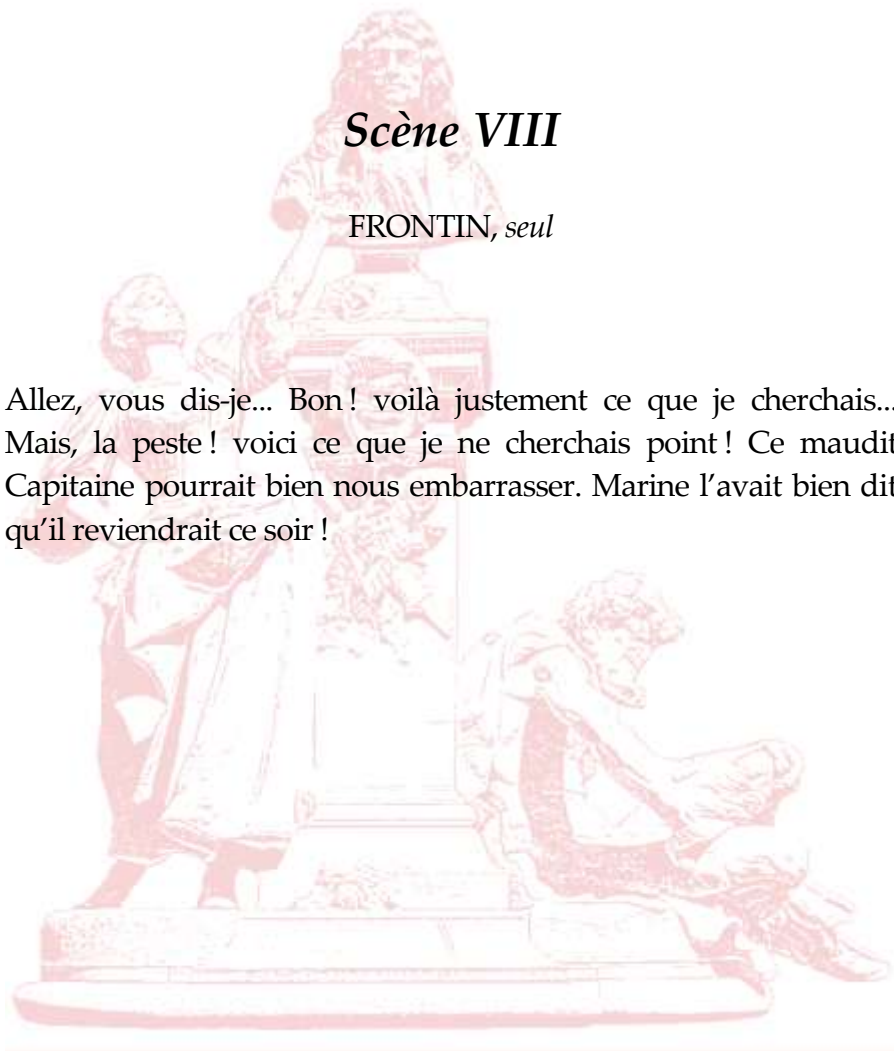 Scène VIII
FRONTIN, seul
Allez, vous dis-je... Bon ! voilà justement ce que je cherchais...
Mais, la peste ! voici ce que je ne cherchais point ! Ce maudit
Capitaine pourrait bien nous embarrasser. Marine l’avait bien dit
qu’il reviendrait ce soir !